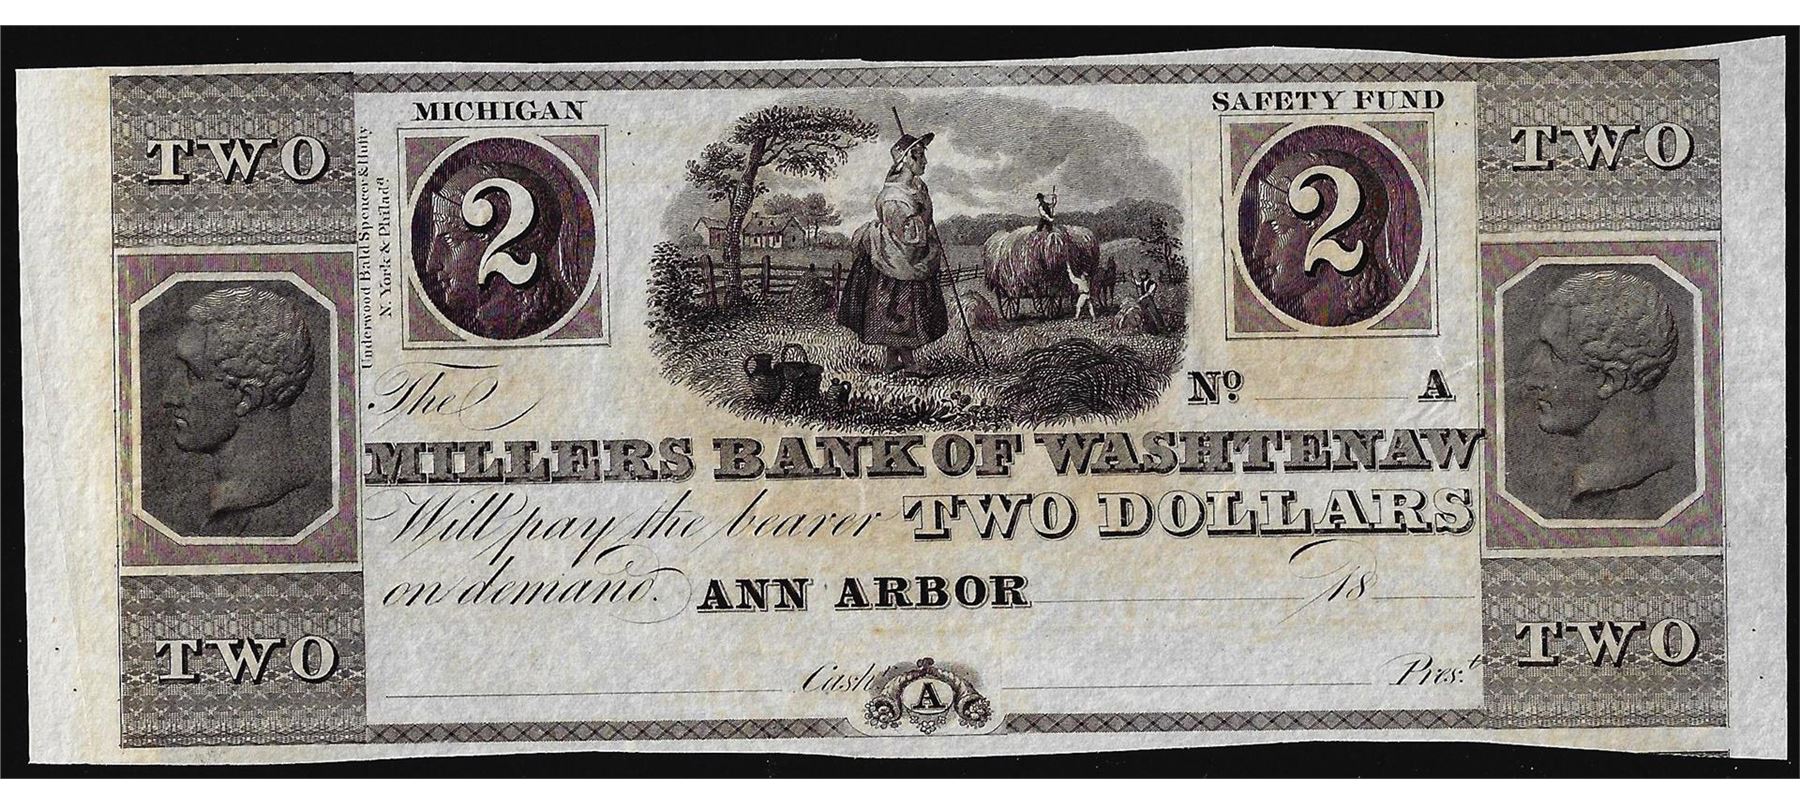 MICHIGAN
SAFETY FUND
TWO
TWO
2
2
Underwood Bald Spencer & Hufty
N. York & Philadª
The
Nº A
MILLERS BANK OF WASHTENAW
Will pay the bearer TWO DOLLARS
on demand. ANN ARBOR 18
TWO
TWO
Cashʳ
A
Presᵗ